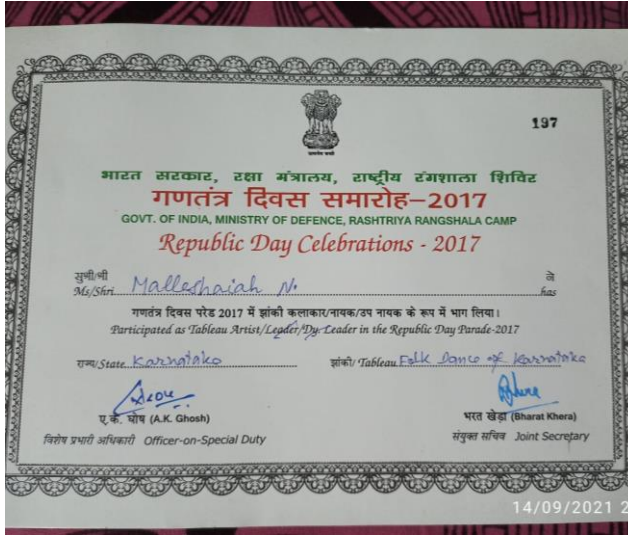 197
भारत सरकार, रक्षा मंत्रालय, राष्ट्रीय रंगशाला शिविर
गणतंत्र दिवस समारोह–2017
GOVT. OF INDIA, MINISTRY OF DEFENCE, RASHTRIYA RANGSHALA CAMP
Republic Day Celebrations - 2017
सुश्री/श्री ने
Ms/Shri Malleshaiah N. has
गणतंत्र दिवस परेड 2017 में झांकी कलाकार/नायक/उप नायक के रूप में भाग लिया।
Participated as Tableau Artist/Leader/Dy. Leader in the Republic Day Parade-2017
राज्य/State Karnataka झांकी/Tableau Folk Dance of Karnataka
ए.के. घोष (A.K. Ghosh) भरत खेड़ा (Bharat Khera)
विशेष प्रभारी अधिकारी Officer-on-Special Duty संयुक्त सचिव Joint Secretary
14/09/2021 2